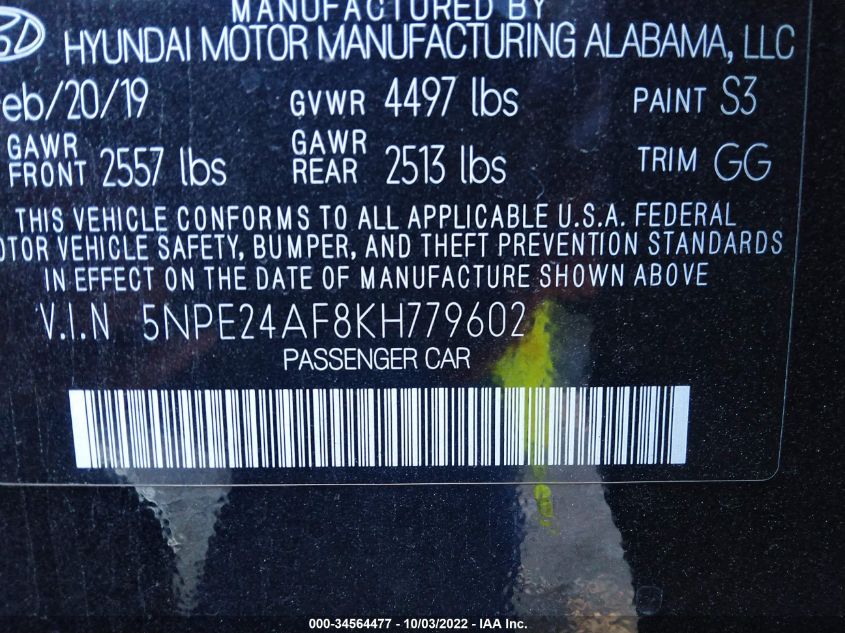 MANUFACTURED BY
HYUNDAI MOTOR MANUFACTURING ALABAMA, LLC
eb/20/19 GVWR 4497 lbs PAINT S3
GAWR FRONT 2557 lbs GAWR REAR 2513 lbs TRIM GG
THIS VEHICLE CONFORMS TO ALL APPLICABLE U.S.A. FEDERAL
OTOR VEHICLE SAFETY, BUMPER, AND THEFT PREVENTION STANDARDS
IN EFFECT ON THE DATE OF MANUFACTURE SHOWN ABOVE
V.I.N 5NPE24AF8KH779602
PASSENGER CAR
000-34564477 - 10/03/2022 - IAA Inc.